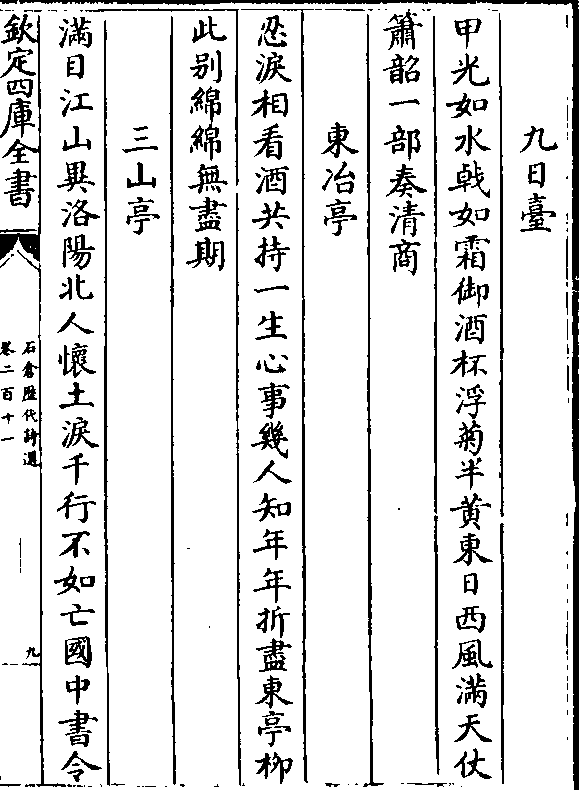 九日臺
甲光如水戟如霜御酒杯浮菊半黄東日西風滿天仗
簫韶一部奏清商
東冶亭
忍淚相看酒共持一生心事幾人知年年折盡東亭柳
此别綿綿無盡期
三山亭
滿目江山異洛陽北人懷土淚千行不如亡國中書令
欽定四庫全書
石倉歷代詩選
卷二百十一
九